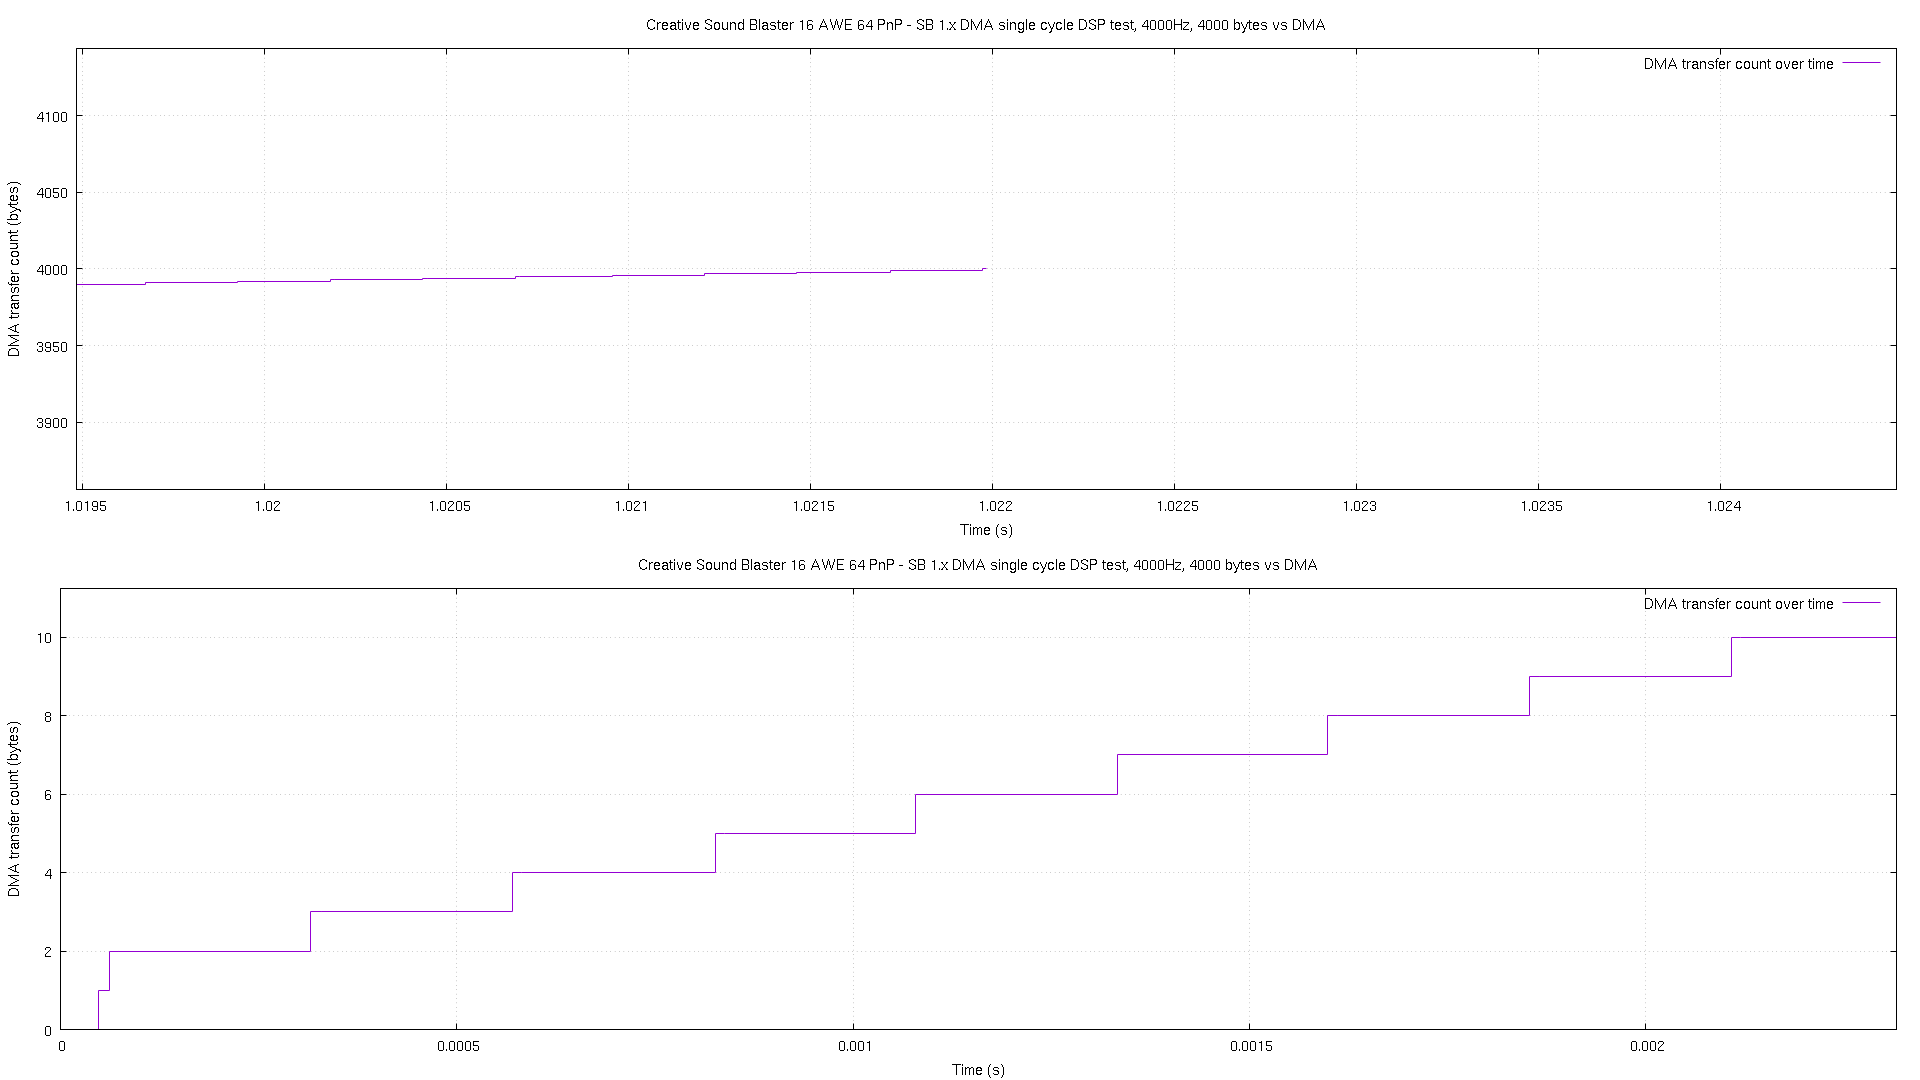 Creative Sound Blaster 16 AWE 64 PnP - SB 1.x DMA single cycle DSP test, 4000Hz, 4000 bytes vs DMA
DMA transfer count over time
4100
4050
4000
3950
3900
DMA transfer count (bytes)
1.0195 1.02 1.0205 1.021 1.0215 1.022 1.0225 1.023 1.0235 1.024
Time (s)
Creative Sound Blaster 16 AWE 64 PnP - SB 1.x DMA single cycle DSP test, 4000Hz, 4000 bytes vs DMA
DMA transfer count over time
10
8
6
4
2
0
DMA transfer count (bytes)
0 0.0005 0.001 0.0015 0.002
Time (s)